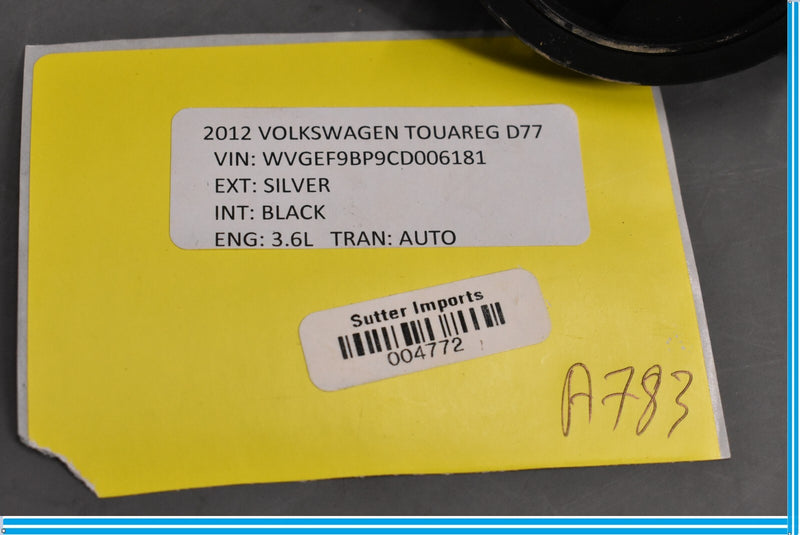 2012 VOLKSWAGEN TOUAREG D77
VIN: WVGEF9BP9CD006181
EXT: SILVER
INT: BLACK
ENG: 3.6L TRAN: AUTO
Sutter Imports
004772
A783